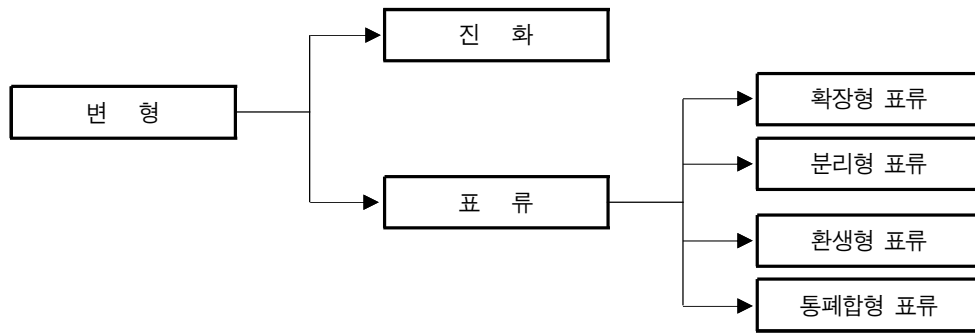 진 화
변 형
표 류
확장형 표류
분리형 표류
환생형 표류
통폐합형 표류